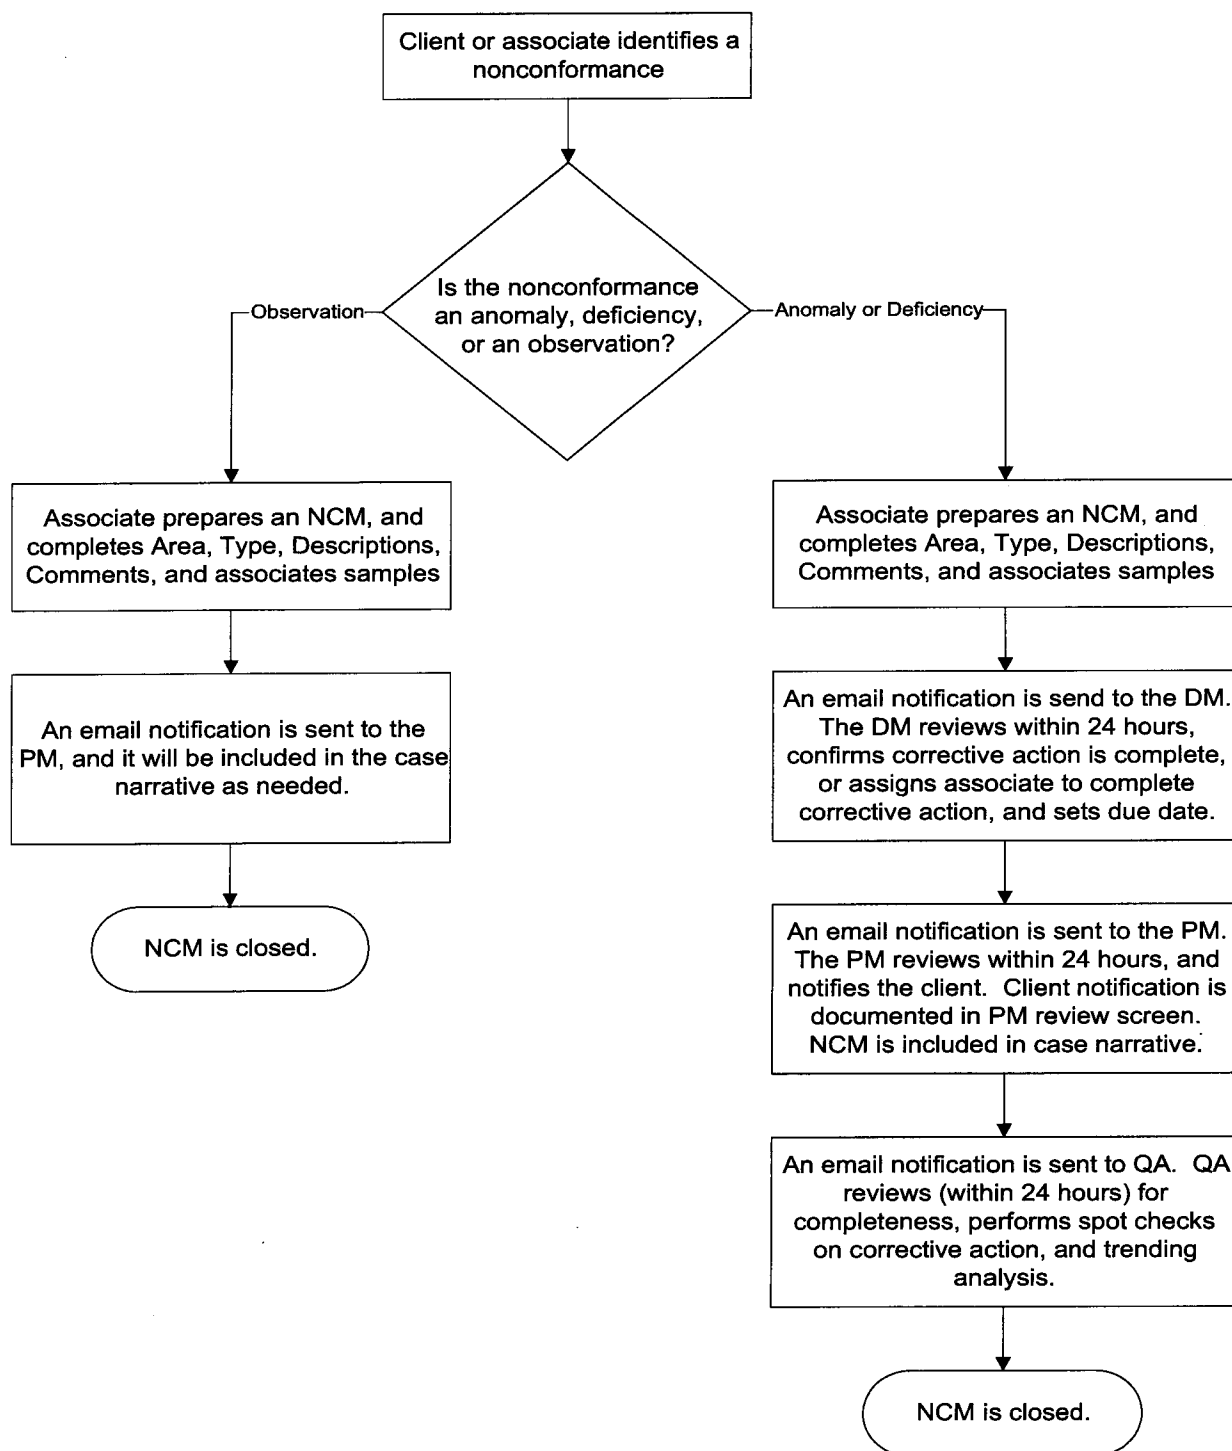 Client or associate identifies a
nonconformance
Is the nonconformance
an anomaly, deficiency,
or an observation?
Observation
Anomaly or Deficiency
Associate prepares an NCM, and
completes Area, Type, Descriptions,
Comments, and associates samples
An email notification is sent to the
PM, and it will be included in the case
narrative as needed.
NCM is closed.
Associate prepares an NCM, and
completes Area, Type, Descriptions,
Comments, and associates samples
An email notification is send to the DM.
The DM reviews within 24 hours,
confirms corrective action is complete,
or assigns associate to complete
corrective action, and sets due date.
An email notification is sent to the PM.
The PM reviews within 24 hours, and
notifies the client.  Client notification is
documented in PM review screen.
NCM is included in case narrative.
An email notification is sent to QA.  QA
reviews (within 24 hours) for
completeness, performs spot checks
on corrective action, and trending
analysis.
NCM is closed.